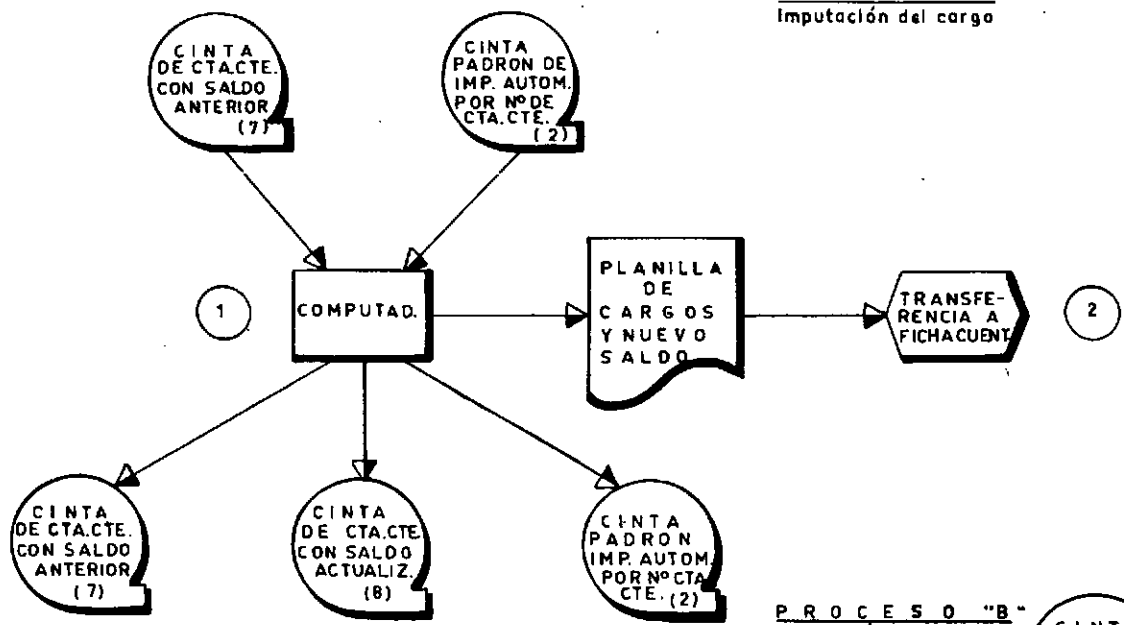 Imputación del cargo
CINTA
DE CTA.CTE.
CON SALDO
ANTERIOR
(7)
CINTA
PADRON DE
IMP. AUTOM.
POR Nº DE
CTA. CTE.
(2)
1
COMPUTAD.
PLANILLA
DE
CARGOS
Y NUEVO
SALDO
TRANSFE-
RENCIA A
FICHA CUENT.
2
CINTA
DE CTA.CTE.
CON SALDO
ANTERIOR
(7)
CINTA
DE CTA.CTE
CON SALDO
ACTUALIZ.
(8)
CINTA
PADRON
IMP. AUTOM.
POR Nº CTA
CTE. (2)
PROCESO "B"